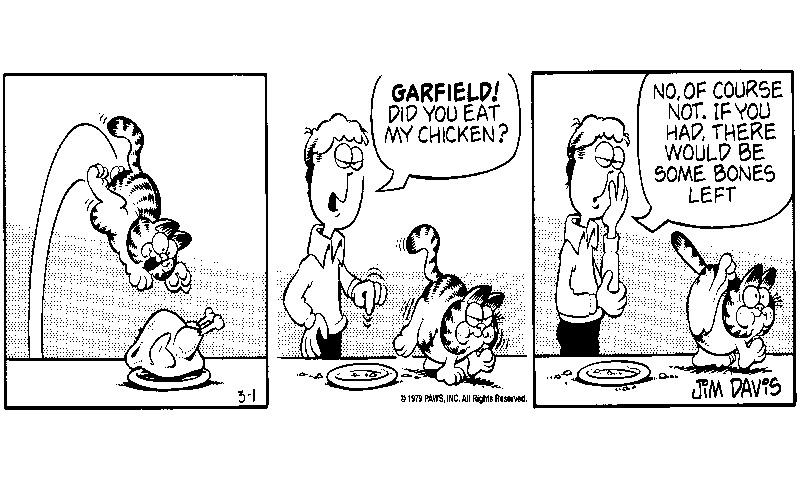 3-1
GARFIELD!
DID YOU EAT
MY CHICKEN?
© 1979 PAWS, INC. All Rights Reserved.
NO, OF COURSE
NOT. IF YOU
HAD, THERE
WOULD BE
SOME BONES
LEFT
JIM DAVIS